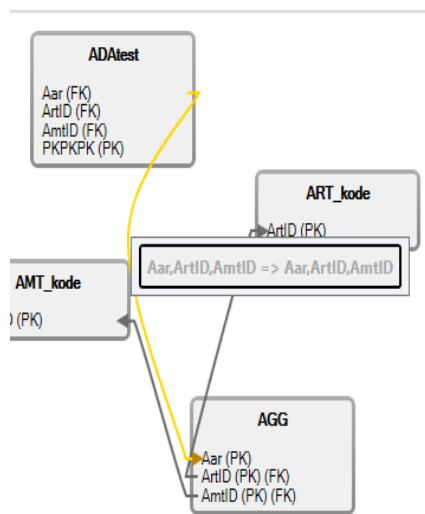 ADAtest
Aar (FK)
ArtID (FK)
AmtID (FK)
PKPKPK (PK)
ART_kode
ArtID (PK)
Aar,ArtID,AmtID => Aar,ArtID,AmtID
AMT_kode
(PK)
AGG
Aar (PK)
ArtID (PK) (FK)
AmtID (PK) (FK)